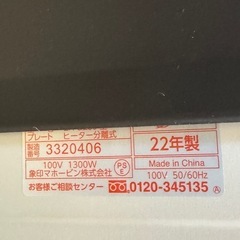 プレート ヒーター分離式
製造番号 3320406
22年製
100V 1300W
Made in China
象印マホービン株式会社
PS E
100V 50/60Hz
お客様ご相談センター 0120-345135 A